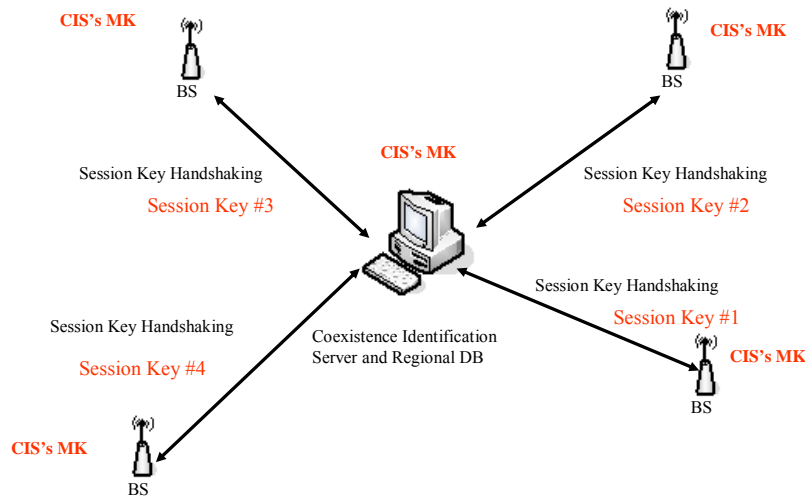 CIS's MK
BS
CIS's MK
BS
CIS's MK
Session Key Handshaking
Session Key #3
Session Key Handshaking
Session Key #2
Session Key Handshaking
Session Key #1
Session Key Handshaking
Session Key #4
Coexistence Identification
Server and Regional DB
CIS's MK
BS
CIS's MK
BS